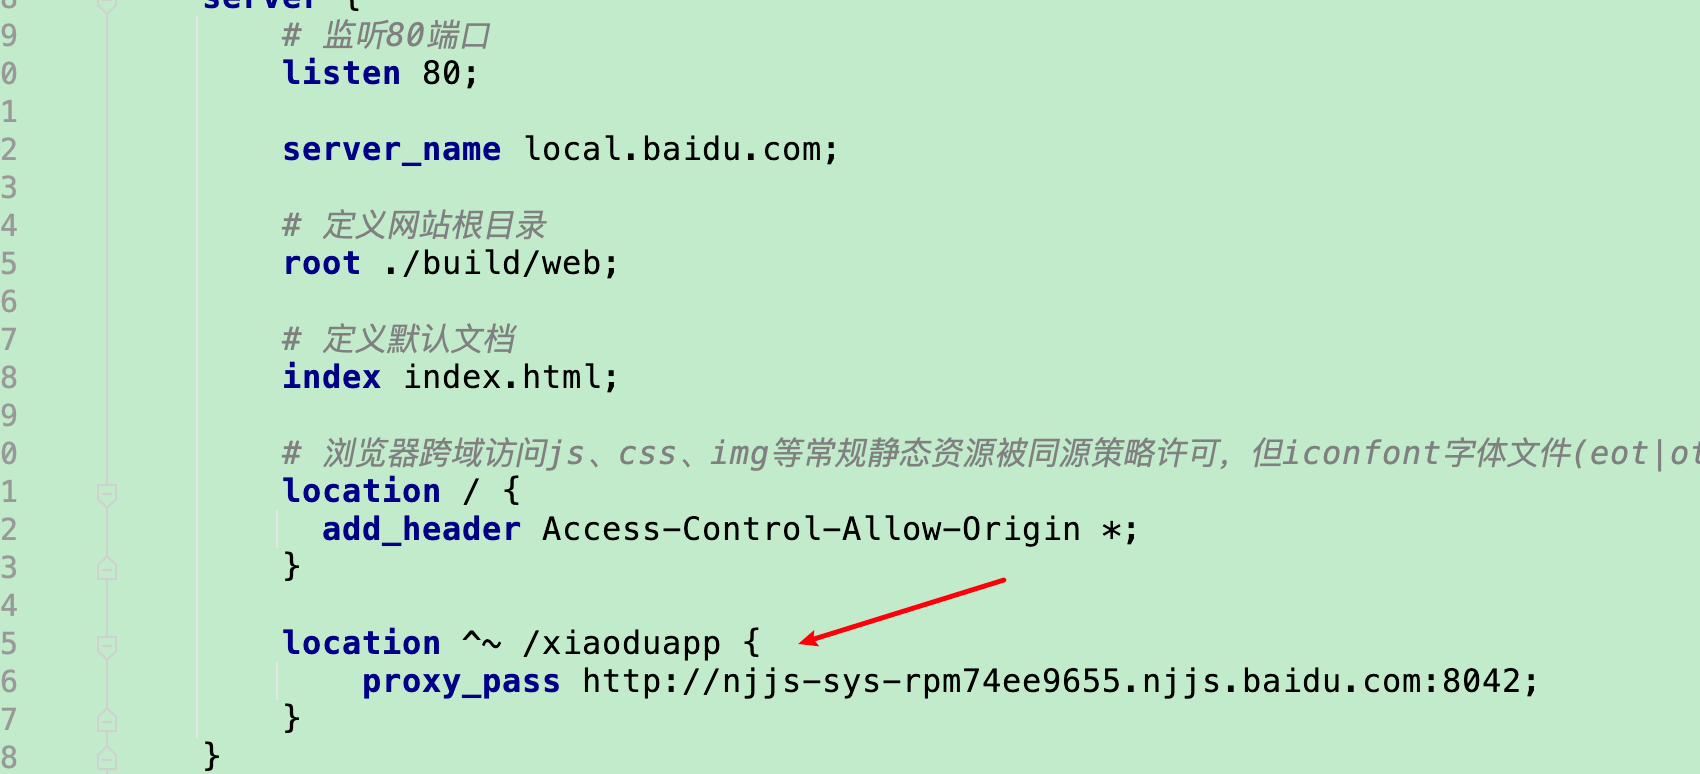 server {
9 # 监听80端口
0 listen 80;
1
2 server_name local.baidu.com;
3
4 # 定义网站根目录
5 root ./build/web;
6
7 # 定义默认文档
8 index index.html;
9
0 # 浏览器跨域访问js、css、img等常规静态资源被同源策略许可，但iconfont字体文件(eot|ot
1 location / {
2 add_header Access-Control-Allow-Origin *;
3 }
4
5 location ^~ /xiaoduapp {
6 proxy_pass http://njjs-sys-rpm74ee9655.njjs.baidu.com:8042;
7 }
8 }